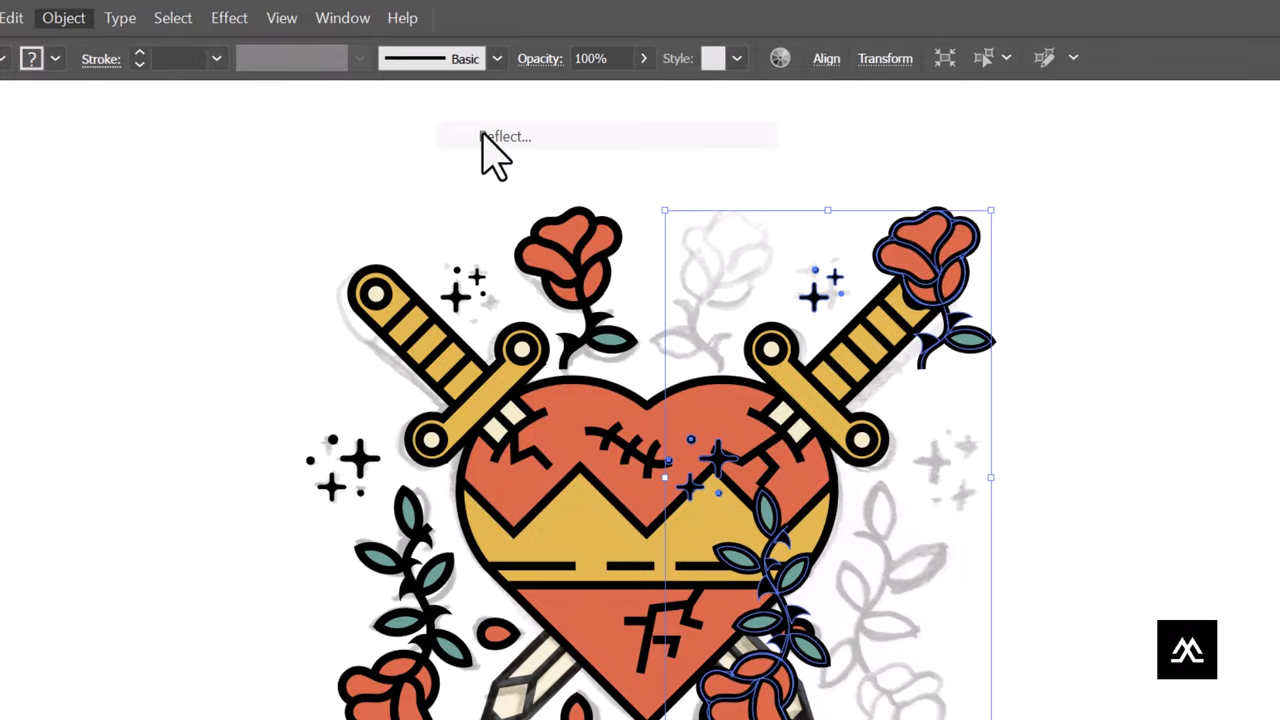 Edit Object Type Select Effect View Window Help
? Stroke: Basic Opacity: 100% Style: Align Transform
Reflect...